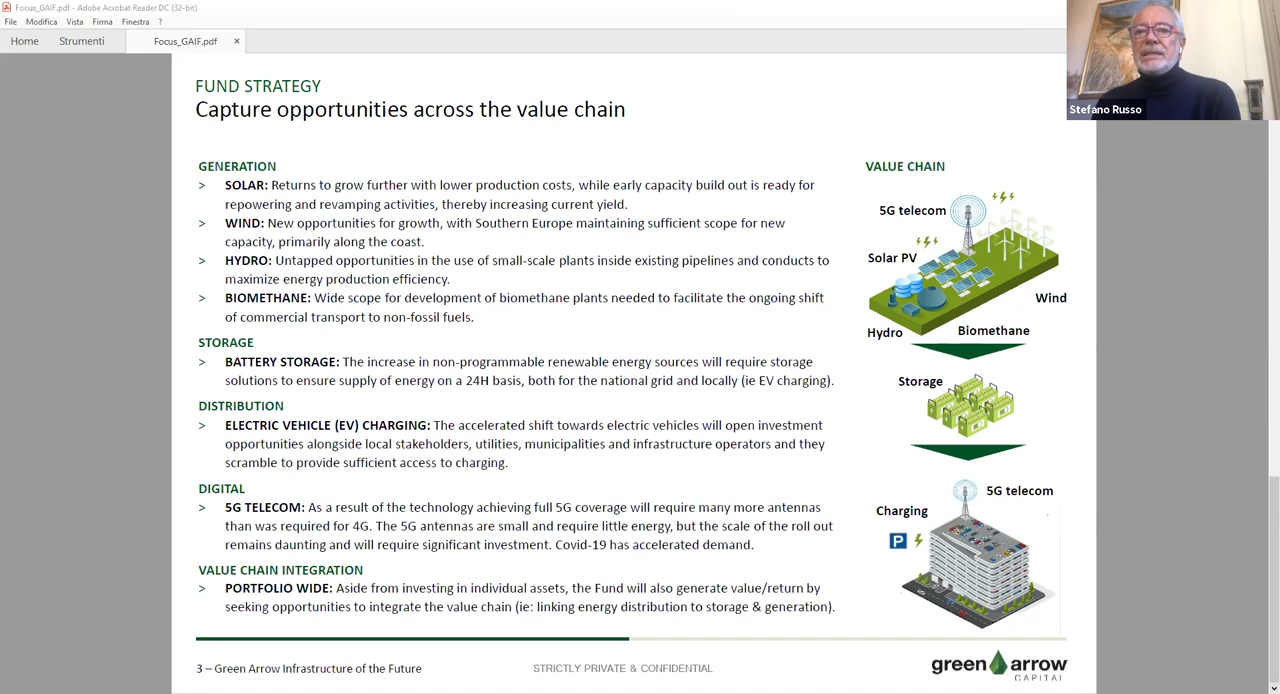 Focus_GAIF.pdf - Adobe Acrobat Reader DC (32-bit)
File Modifica Vista Firma Finestra ?
Home Strumenti Focus_GAIF.pdf ×
Stefano Russo
FUND STRATEGY
Capture opportunities across the value chain
GENERATION
> SOLAR: Returns to grow further with lower production costs, while early capacity build out is ready for
repowering and revamping activities, thereby increasing current yield.
> WIND: New opportunities for growth, with Southern Europe maintaining sufficient scope for new
capacity, primarily along the coast.
> HYDRO: Untapped opportunities in the use of small-scale plants inside existing pipelines and conducts to
maximize energy production efficiency.
> BIOMETHANE: Wide scope for development of biomethane plants needed to facilitate the ongoing shift
of commercial transport to non-fossil fuels.
STORAGE
> BATTERY STORAGE: The increase in non-programmable renewable energy sources will require storage
solutions to ensure supply of energy on a 24H basis, both for the national grid and locally (ie EV charging).
DISTRIBUTION
> ELECTRIC VEHICLE (EV) CHARGING: The accelerated shift towards electric vehicles will open investment
opportunities alongside local stakeholders, utilities, municipalities and infrastructure operators and they
scramble to provide sufficient access to charging.
DIGITAL
> 5G TELECOM: As a result of the technology achieving full 5G coverage will require many more antennas
than was required for 4G. The 5G antennas are small and require little energy, but the scale of the roll out
remains daunting and will require significant investment. Covid-19 has accelerated demand.
VALUE CHAIN INTEGRATION
> PORTFOLIO WIDE: Aside from investing in individual assets, the Fund will also generate value/return by
seeking opportunities to integrate the value chain (ie: linking energy distribution to storage & generation).
VALUE CHAIN
5G telecom
Solar PV
Wind
Hydro
Biomethane
Storage
5G telecom
Charging
P
3 – Green Arrow Infrastructure of the Future
STRICTLY PRIVATE & CONFIDENTIAL
green arrow
CAPITAL